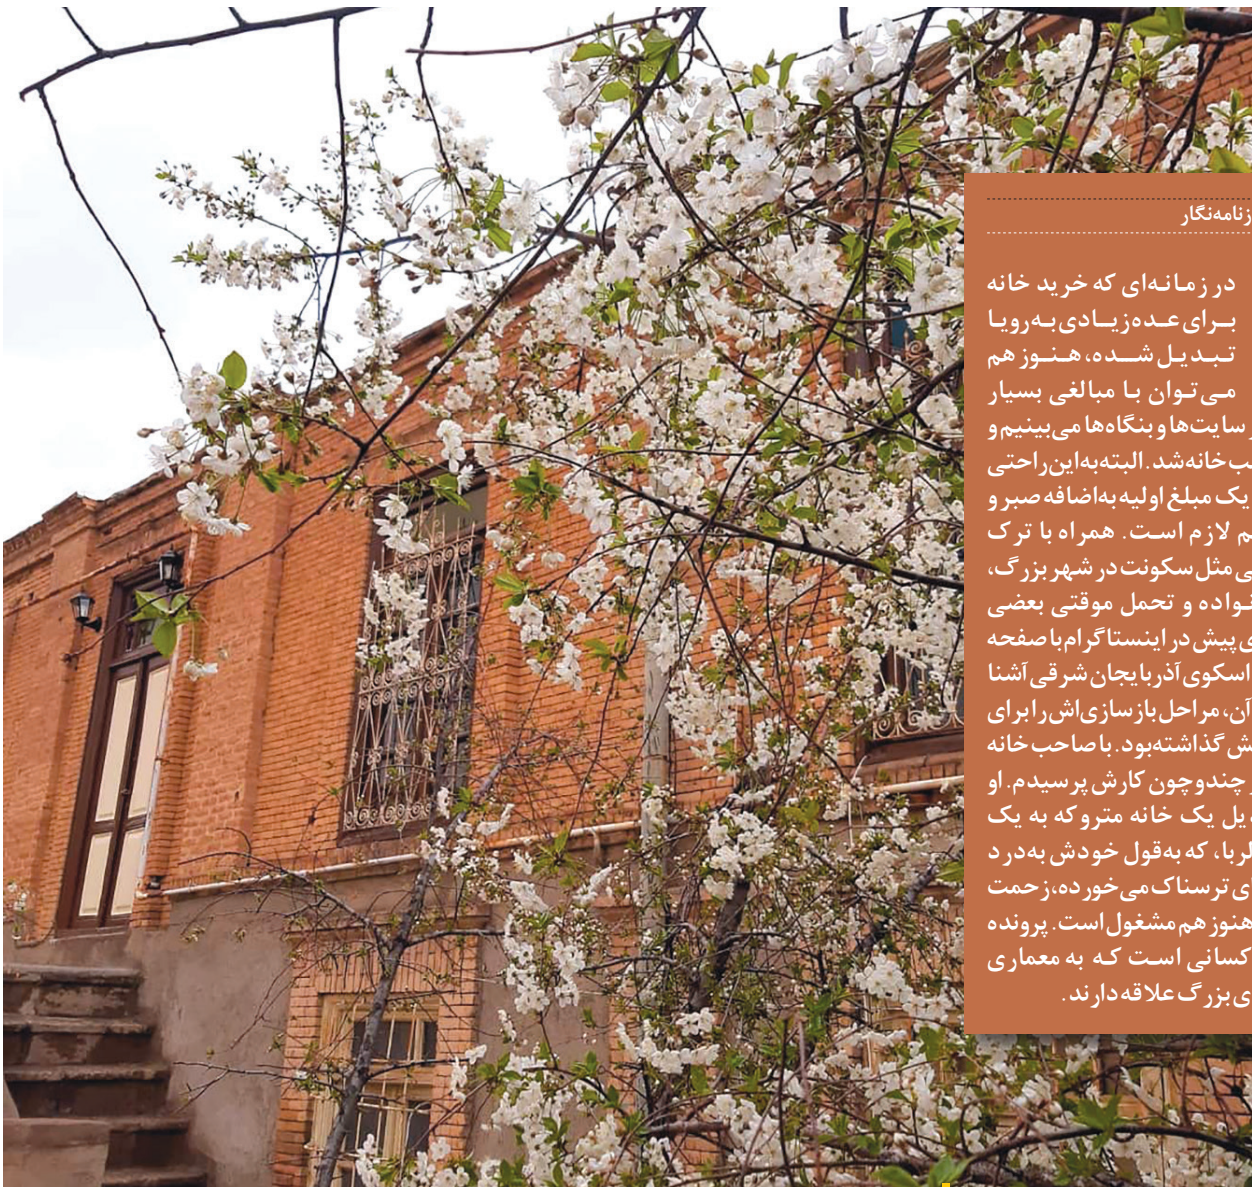 در زمانه‌ای که خرید خانه
برای عده‌زیادی به‌رویا
تبدیل شده، هنوز هم
می‌توان با مبالغی بسیار
سایت‌ها و بنگاه‌ها می‌بینیم و
خانه شد. البته به این راحتی
یک مبلغ اولیه به‌اضافه صبر و
لازم است. همراه با ترک
مثل سکونت در شهر بزرگ،
و تحمل موقتی بعضی
پیش در اینستاگرام با صفحه
اسکوی آذربایجان شرقی آشنا
آن، مراحل بازسازی‌اش را برای
گذاشته بود. با صاحب خانه
چندوچون کارش پرسیدم. او
یک خانه متروکه به یک
که به‌قول خودش به‌درد
ترسناک می‌خورده، زحمت
هنوز هم مشغول است. پرونده
کسانی است که به معماری
بزرگ علاقه دارند.